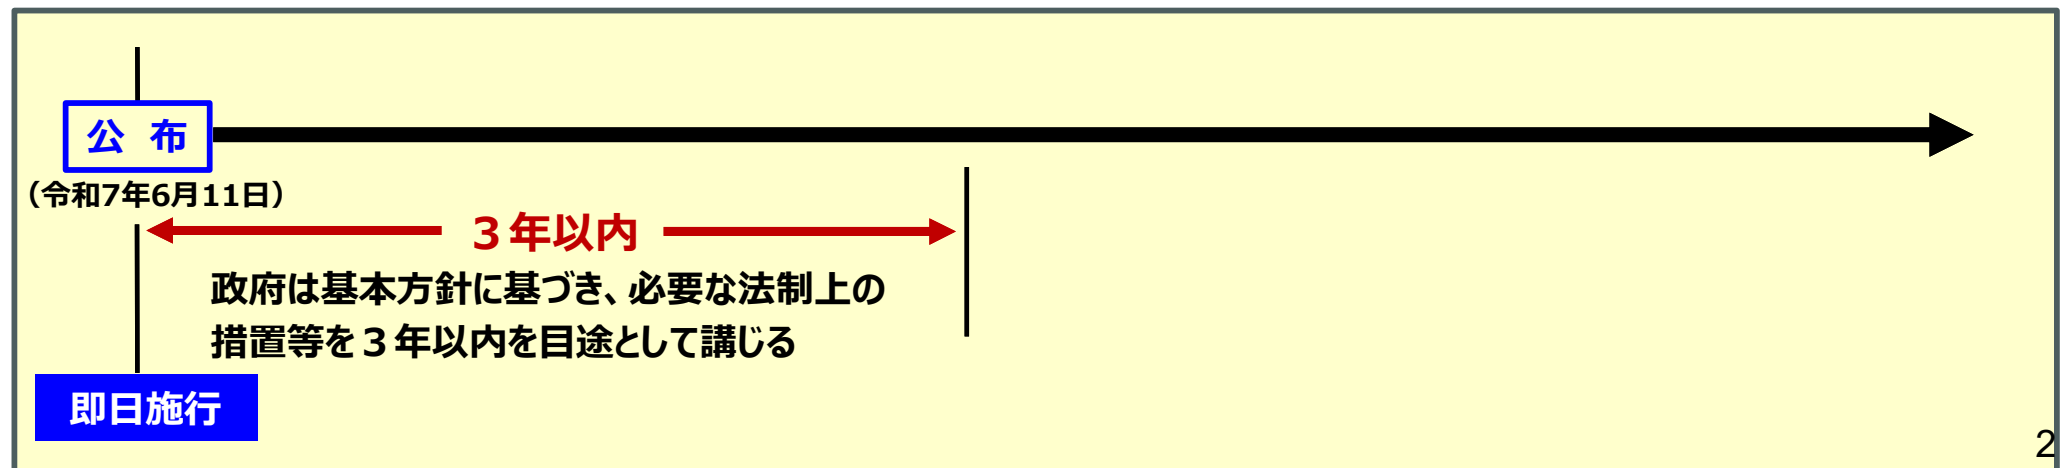 公 布
（令和7年6月11日）
３年以内
政府は基本方針に基づき、必要な法制上の
措置等を３年以内を目途として講じる
即日施行
2